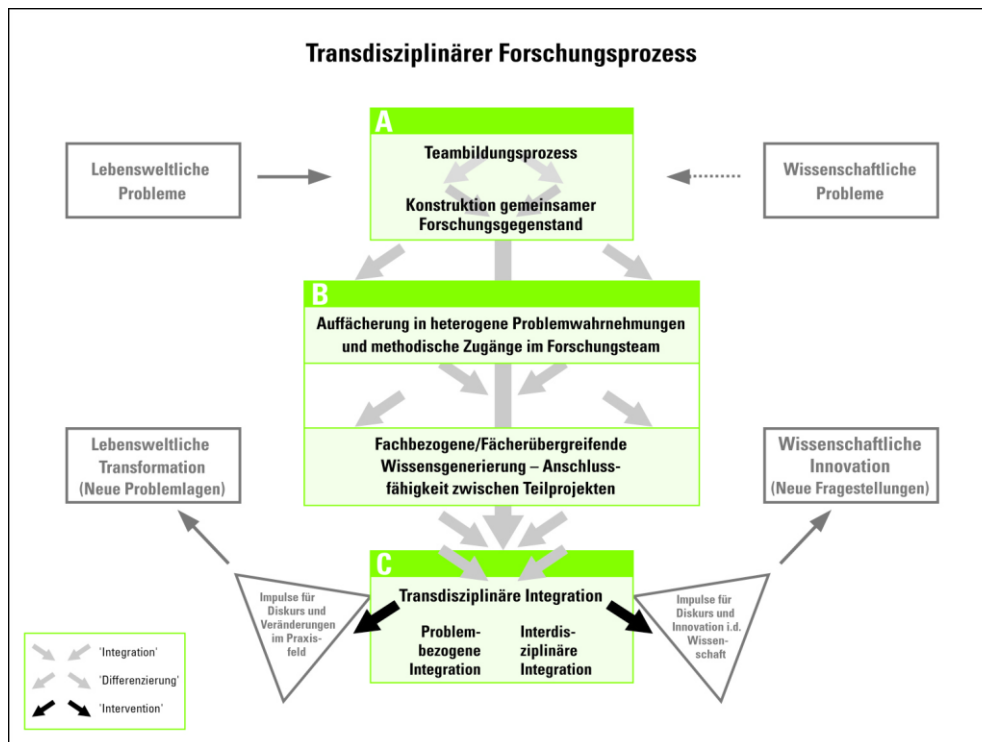 Transdisziplinärer Forschungsprozess
A
Teambildungsprozess
Konstruktion gemeinsamer
Forschungsgegenstand
Lebensweltliche
Probleme
Wissenschaftliche
Probleme
B
Auffächerung in heterogene Problemwahrnehmungen
und methodische Zugänge im Forschungsteam
Fachbezogene/Fächerübergreifende
Wissensgenerierung – Anschluss-
fähigkeit zwischen Teilprojekten
Lebensweltliche
Transformation
(Neue Problemlagen)
Wissenschaftliche
Innovation
(Neue Fragestellungen)
C
Transdisziplinäre Integration
Problem-
bezogene
Integration
Interdis-
ziplinäre
Integration
Impulse für
Diskurs und
Veränderungen
im Praxis-
feld
Impulse für
Diskurs und
Innovation i.d.
Wissen-
schaft
'Integration'
'Differenzierung'
'Intervention'